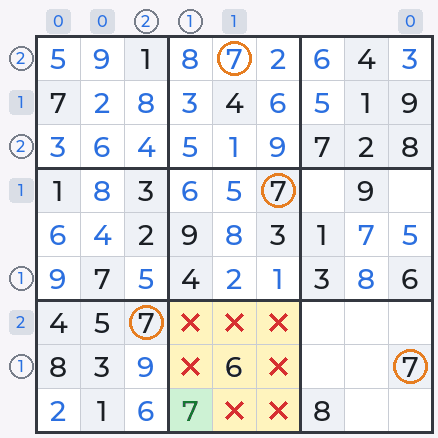 0 0 2 1 1 0
2 5 9 1 8 7 2 6 4 3
1 7 2 8 3 4 6 5 1 9
2 3 6 4 5 1 9 7 2 8
1 1 8 3 6 5 7 9
6 4 2 9 8 3 1 7 5
1 9 7 5 4 2 1 3 8 6
2 4 5 7
1 8 3 9 6 7
2 1 6 7 8